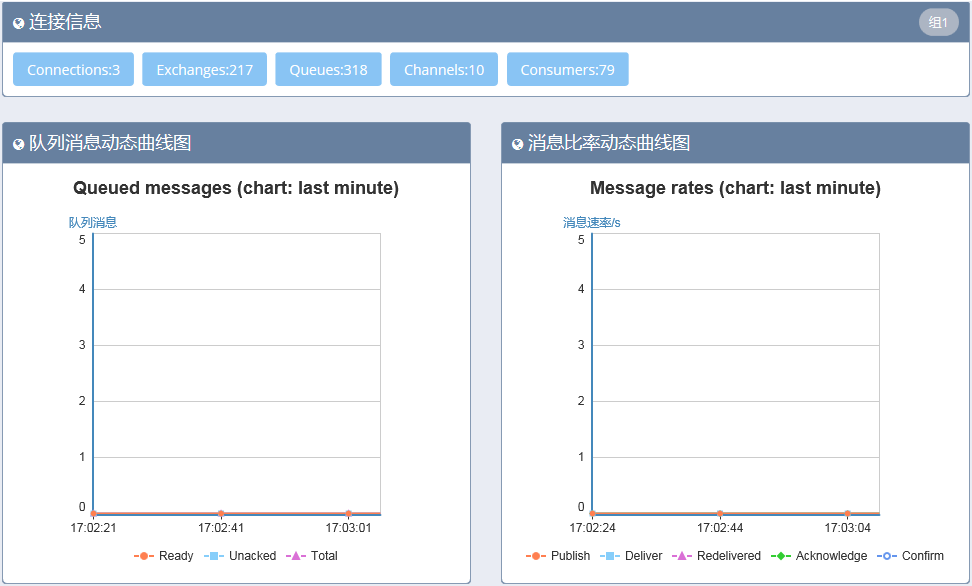 连接信息
组1
Connections:3 Exchanges:217 Queues:318 Channels:10 Consumers:79
队列消息动态曲线图
Queued messages (chart: last minute)
队列消息
5
4
3
2
1
0
17:02:21 17:02:41 17:03:01
Ready Unacked Total
消息比率动态曲线图
Message rates (chart: last minute)
消息速率/s
5
4
3
2
1
0
17:02:24 17:02:44 17:03:04
Publish Deliver Redelivered Acknowledge Confirm